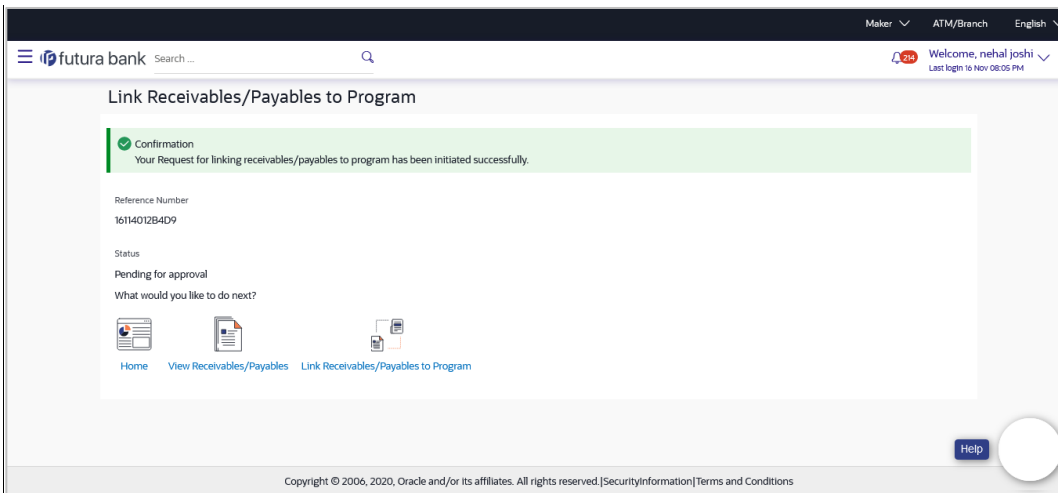 Maker ATM/Branch English
futura bank Search ... 214 Welcome, nehal joshi
Last login 16 Nov 08:05 PM
Link Receivables/Payables to Program
Confirmation
Your Request for linking receivables/payables to program has been initiated successfully.
Reference Number
16114012B4D9
Status
Pending for approval
What would you like to do next?
Home View Receivables/Payables Link Receivables/Payables to Program
Help
Copyright © 2006, 2020, Oracle and/or its affiliates. All rights reserved.|SecurityInformation|Terms and Conditions